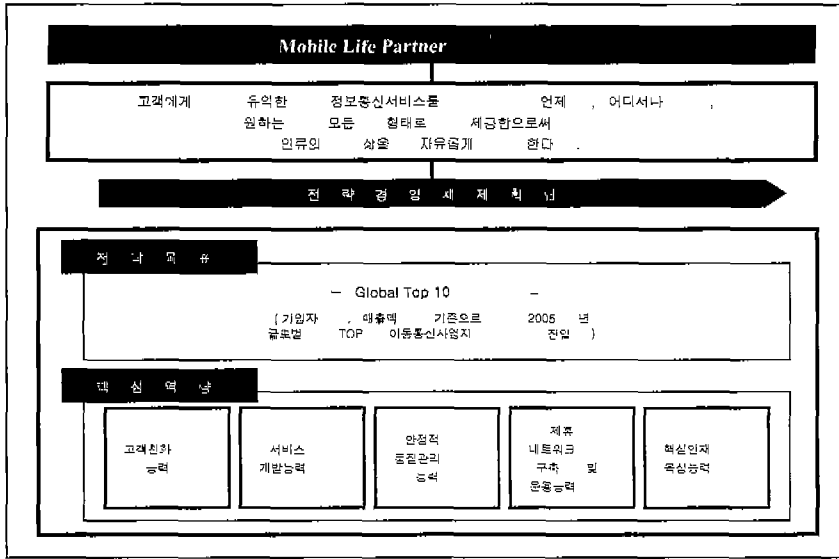 Mobile Life Partner
고객에게 유익한 정보통신서비스를 언제 , 어디서나 ,
원하는 모든 형태로 제공함으로써
인류의 삶을 자유롭게 한다 .
전 략 경 영 체 제 확 립
전 략 목 표
– Global Top 10 –
( 가입자 , 매출액 기준으로 2005 년
글로벌 TOP 이동통신사업자 진입 )
핵 심 역 량
고객친화
능력
서비스
개발능력
안정적
품질관리
능력
제휴
네트워크
구축 및
운용능력
핵심인재
육성능력